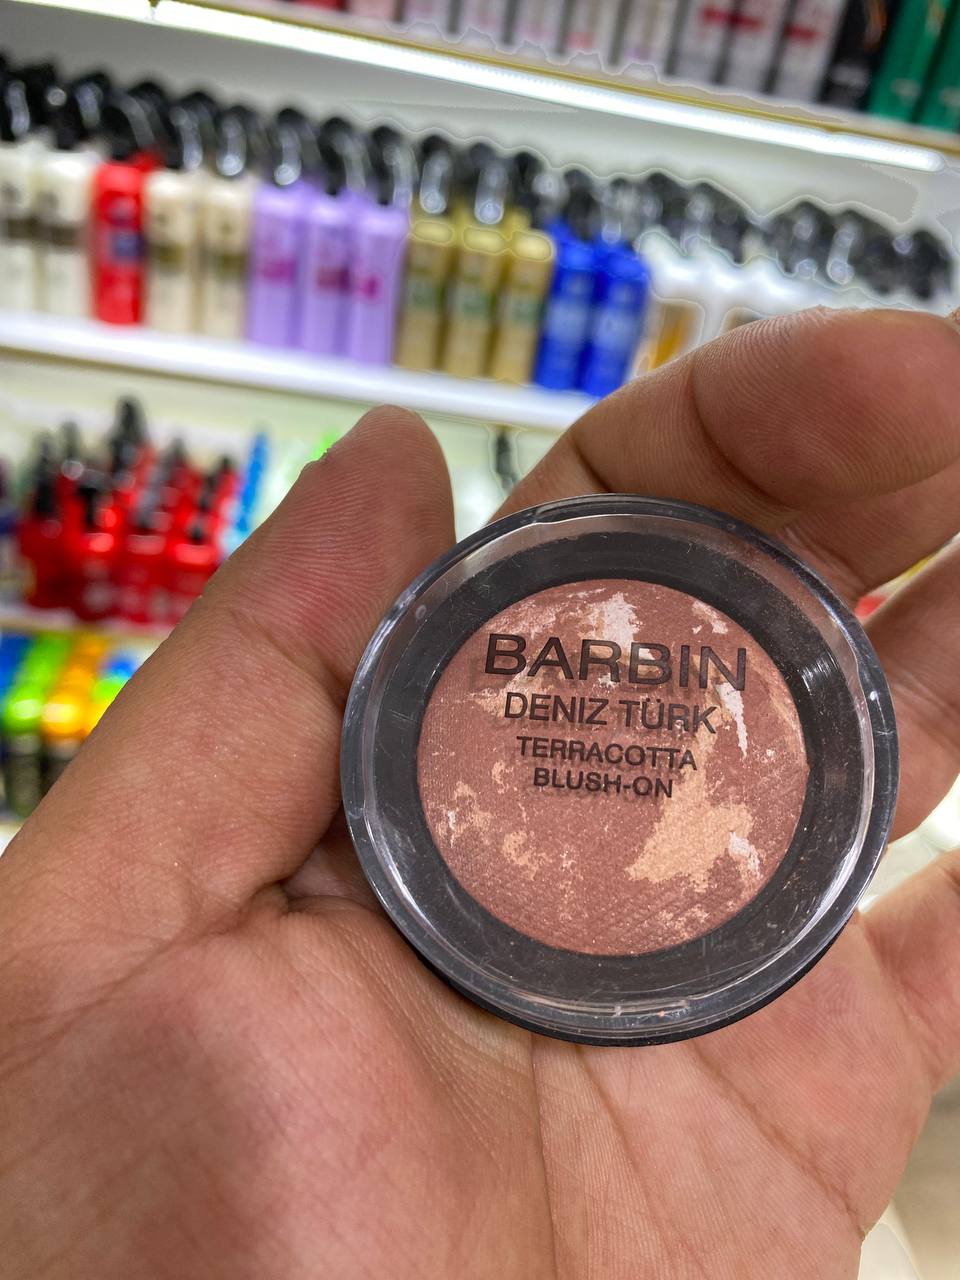 BARBIN
DENIZ TÜRK
TERRACOTTA
BLUSH-ON